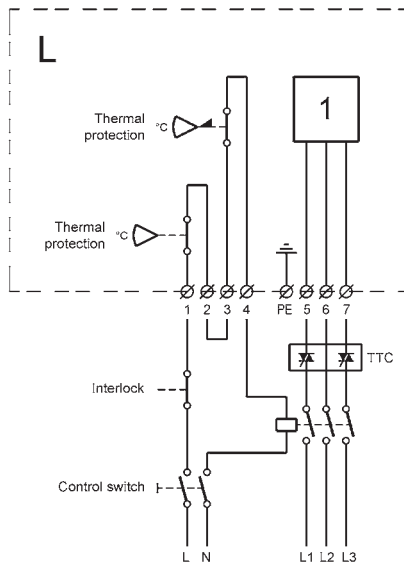 L
Thermal
protection
°C
1
Thermal
protection
°C
1 2 3 4 PE 5 6 7
TTC
Interlock
Control switch
L N L1 L2 L3